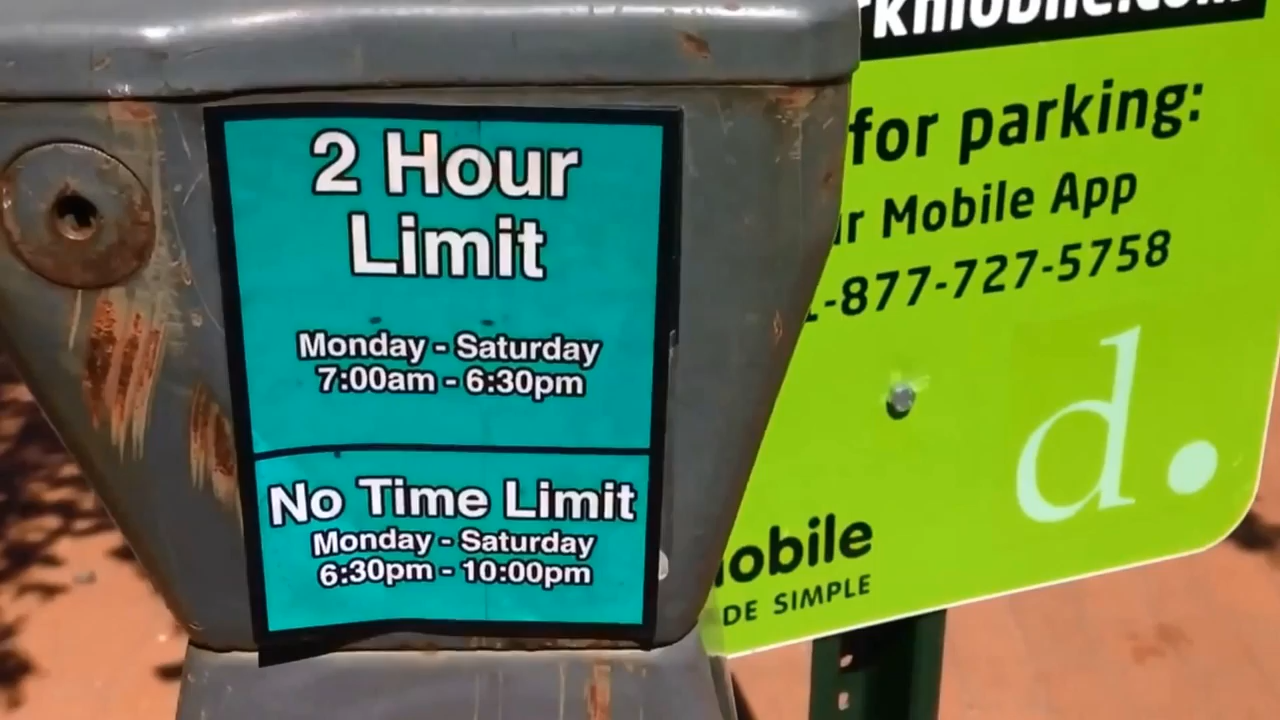 2 Hour
Limit
Monday - Saturday
7:00am - 6:30pm
No Time Limit
Monday - Saturday
6:30pm - 10:00pm
for parking:
Mobile App
-877-727-5758
d.
SIMPLE